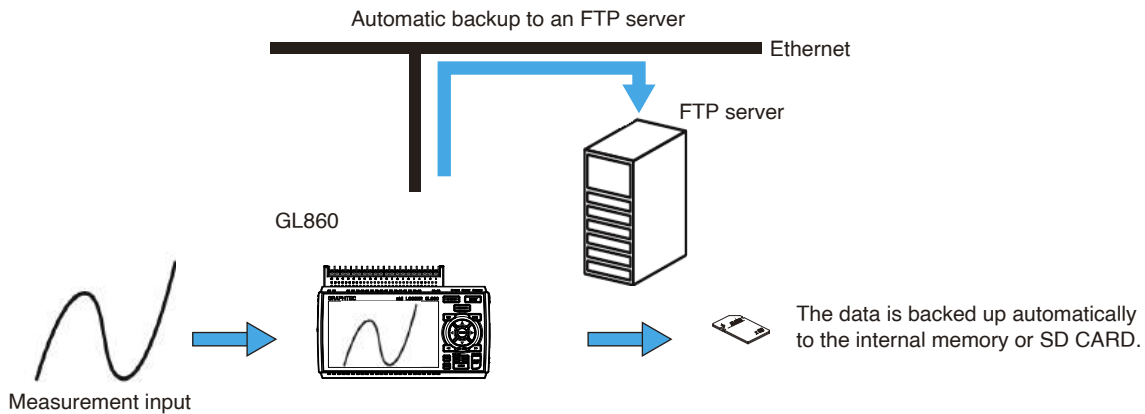 Automatic backup to an FTP server
Ethernet
FTP server
GL860
GRAPHTEC
The data is backed up automatically
to the internal memory or SD CARD.
Measurement input